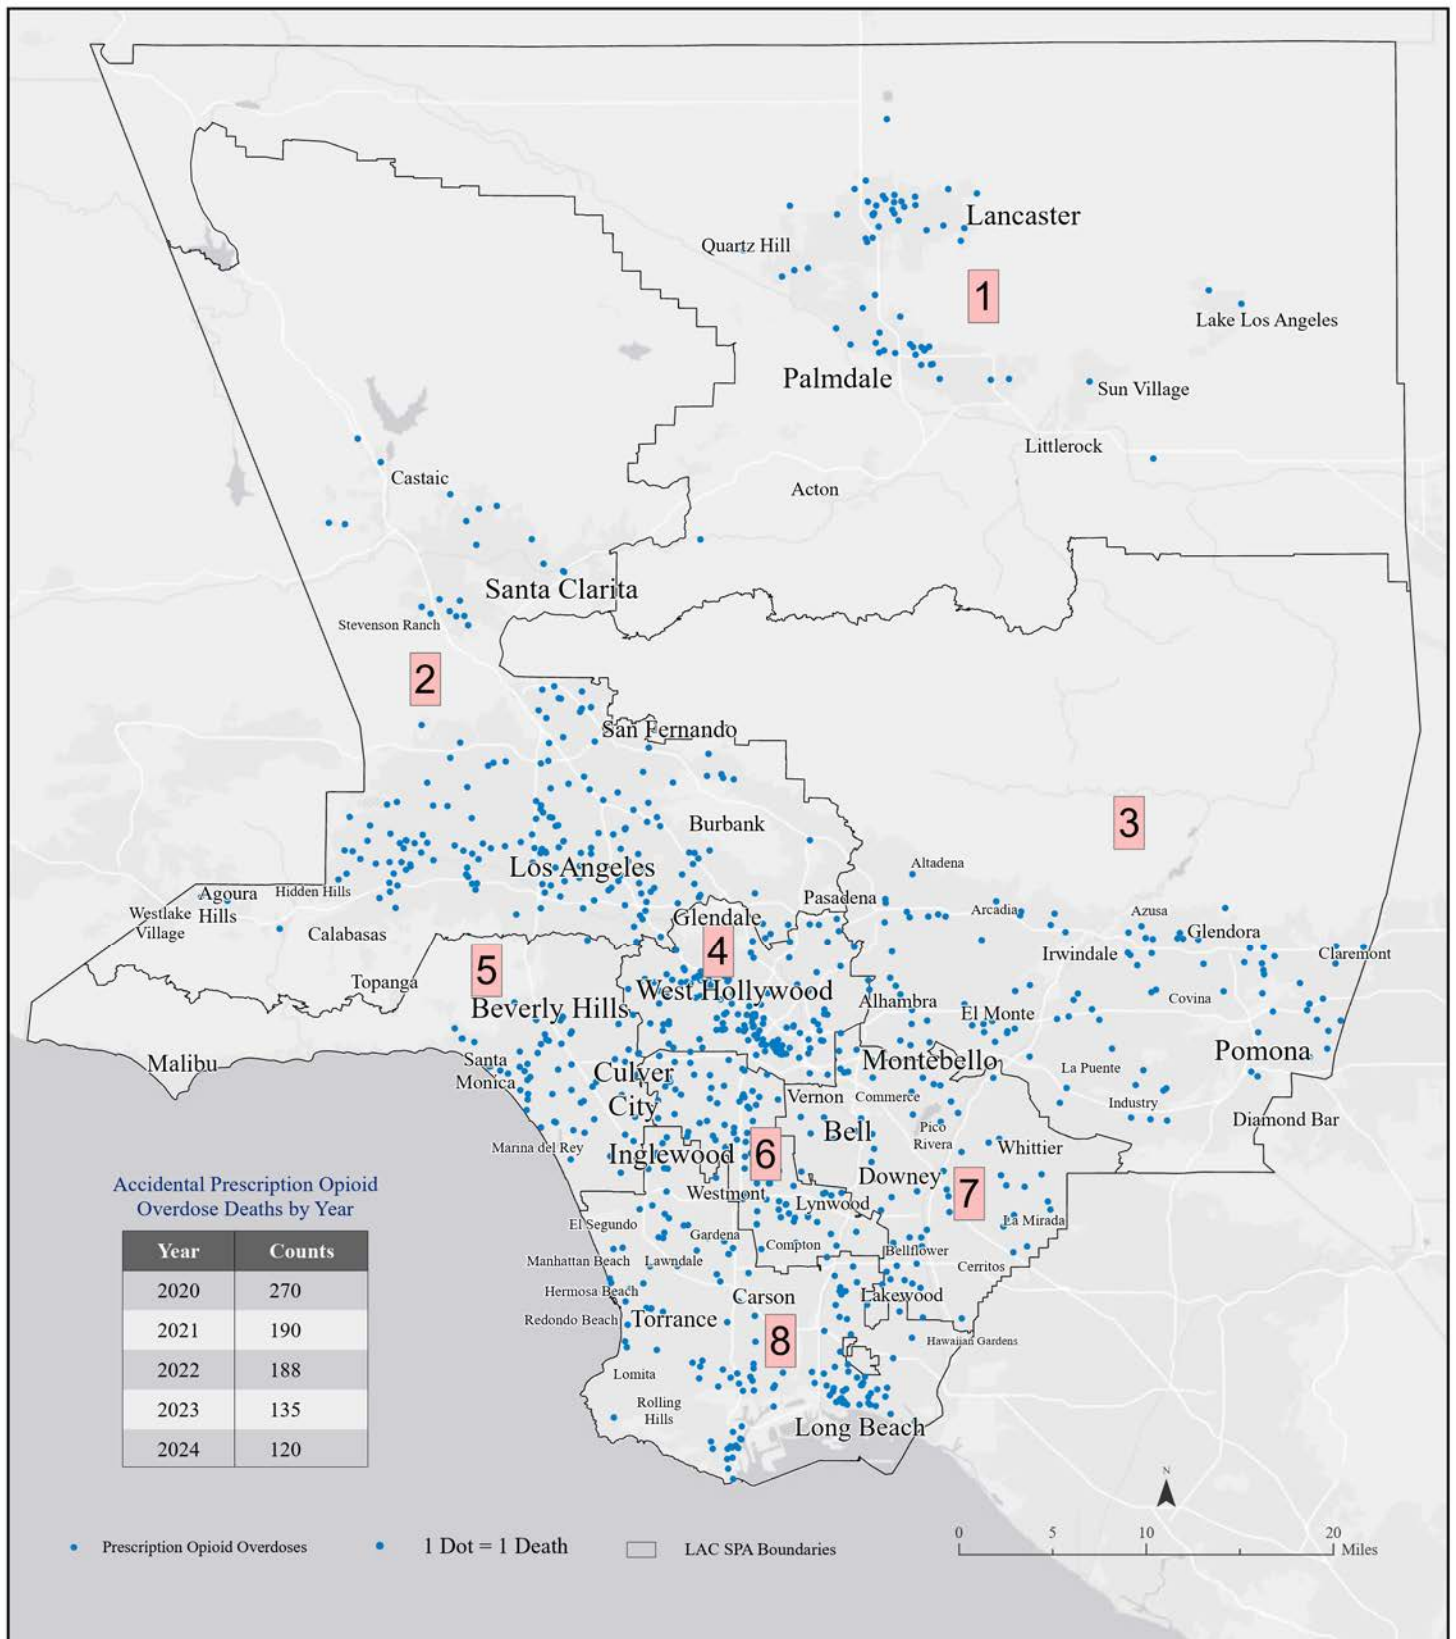 Lancaster
Quartz Hill
1
Lake Los Angeles
Palmdale
Sun Village
Littlerock
Castaic
Acton
Santa Clarita
Stevenson Ranch
2
San Fernando
3
Burbank
Los Angeles
Altadena
Agoura
Hills
Hidden Hills
Pasadena
Westlake
Village
Glendale
Arcadia
Azusa
Calabasas
Glendora
4
Irwindale
Claremont
5
Topanga
West Hollywood
Beverly Hills
Alhambra
Covina
El Monte
Malibu
Santa
Monica
Culver
City
Montebello
Pomona
La Puente
Vernon
Commerce
Industry
Diamond Bar
Bell
Pico
Rivera
Marina del Rey
Inglewood
6
Whittier
Downey
7
Westmont
Lynwood
El Segundo
Gardena
La Mirada
Compton
Bellflower
Manhattan Beach
Lawndale
Cerritos
Hermosa Beach
Carson
Lakewood
Redondo Beach
Torrance
8
Hawaiian Gardens
Lomita
Rolling
Hills
Long Beach
Accidental Prescription Opioid
Overdose Deaths by Year
Year Counts
2020 270
2021 190
2022 188
2023 135
2024 120
N
Prescription Opioid Overdoses
1 Dot = 1 Death
LAC SPA Boundaries
0 5 10 20
Miles